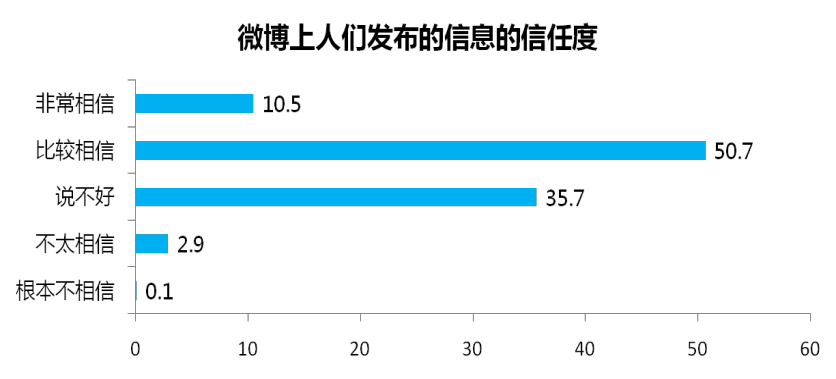 微博上人们发布的信息的信任度
非常相信 10.5
比较相信 50.7
说不好 35.7
不太相信 2.9
根本不相信 0.1
0 10 20 30 40 50 60